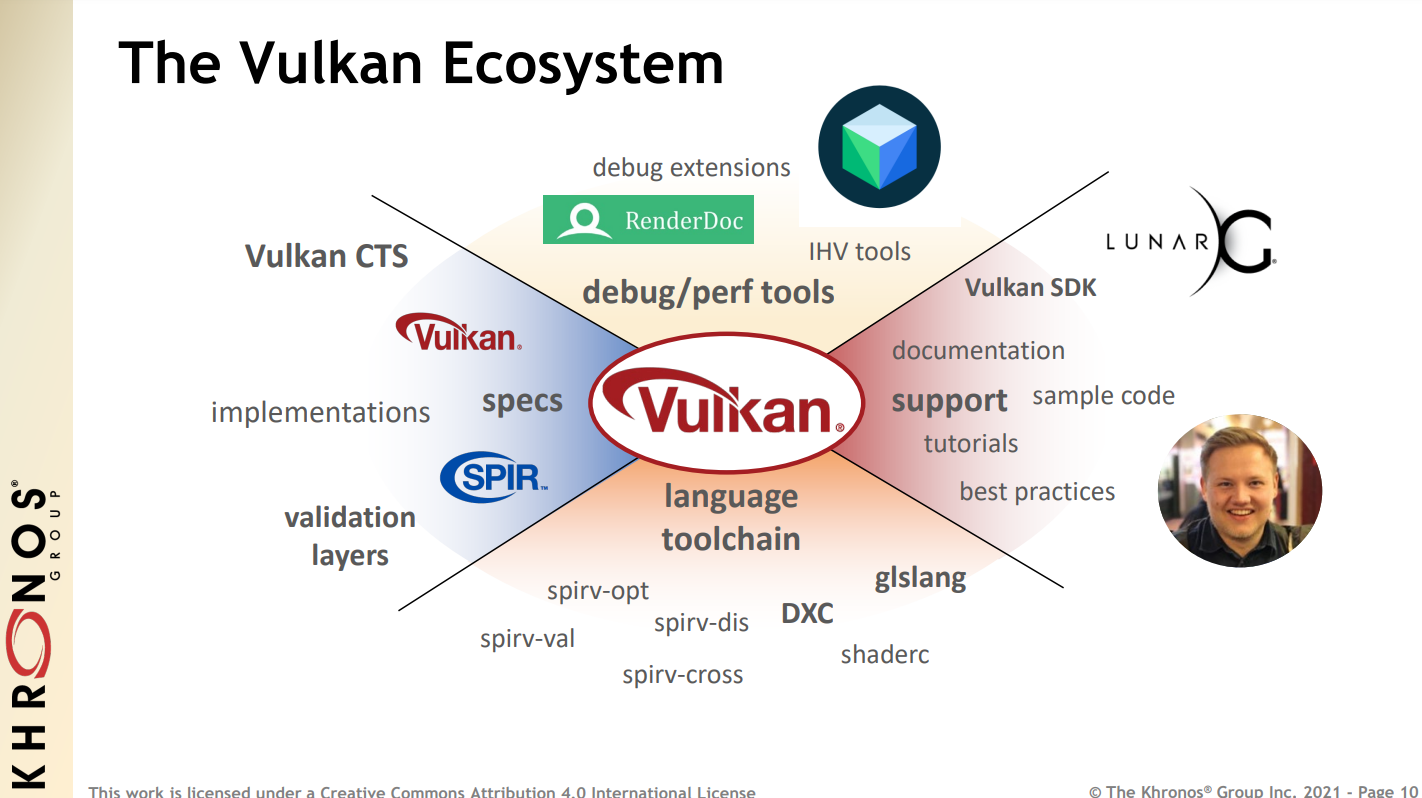 The Vulkan Ecosystem
debug extensions
RenderDoc
IHV tools
debug/perf tools
Vulkan CTS
Vulkan®
specs
implementations
SPIR™
validation
layers
Vulkan®
LUNAR G®
Vulkan SDK
documentation
support
sample code
tutorials
best practices
language
toolchain
spirv-opt
spirv-val
spirv-dis
spirv-cross
DXC
glslang
shaderc
KHRONOS®
GROUP
This work is licensed under a Creative Commons Attribution 4.0 International License
© The Khronos® Group Inc. 2021 - Page 10